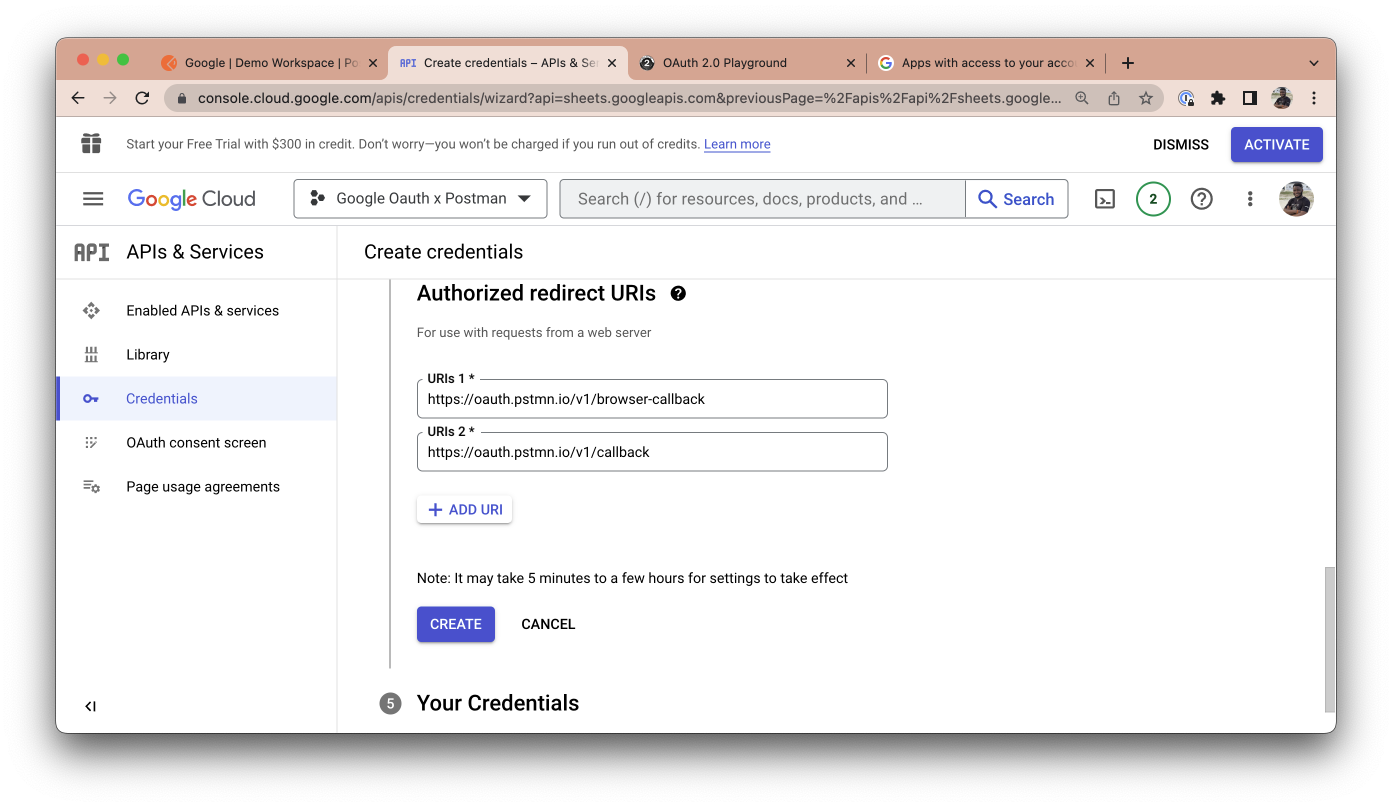 Google | Demo Workspace | Po
API Create credentials – APIs & Ser
2 OAuth 2.0 Playground
G Apps with access to your acco
console.cloud.google.com/apis/credentials/wizard?api=sheets.googleapis.com&previousPage=%2Fapis%2Fapi%2Fsheets.google...
Start your Free Trial with $300 in credit. Don’t worry—you won’t be charged if you run out of credits. Learn more
DISMISS
ACTIVATE
Google Cloud
Google Oauth x Postman
Search (/) for resources, docs, products, and ...
Search
2
API APIs & Services
Create credentials
Enabled APIs & services
Library
Credentials
OAuth consent screen
Page usage agreements
Authorized redirect URIs
For use with requests from a web server
URIs 1 *
https://oauth.pstmn.io/v1/browser-callback
URIs 2 *
https://oauth.pstmn.io/v1/callback
+ ADD URI
Note: It may take 5 minutes to a few hours for settings to take effect
CREATE
CANCEL
5 Your Credentials